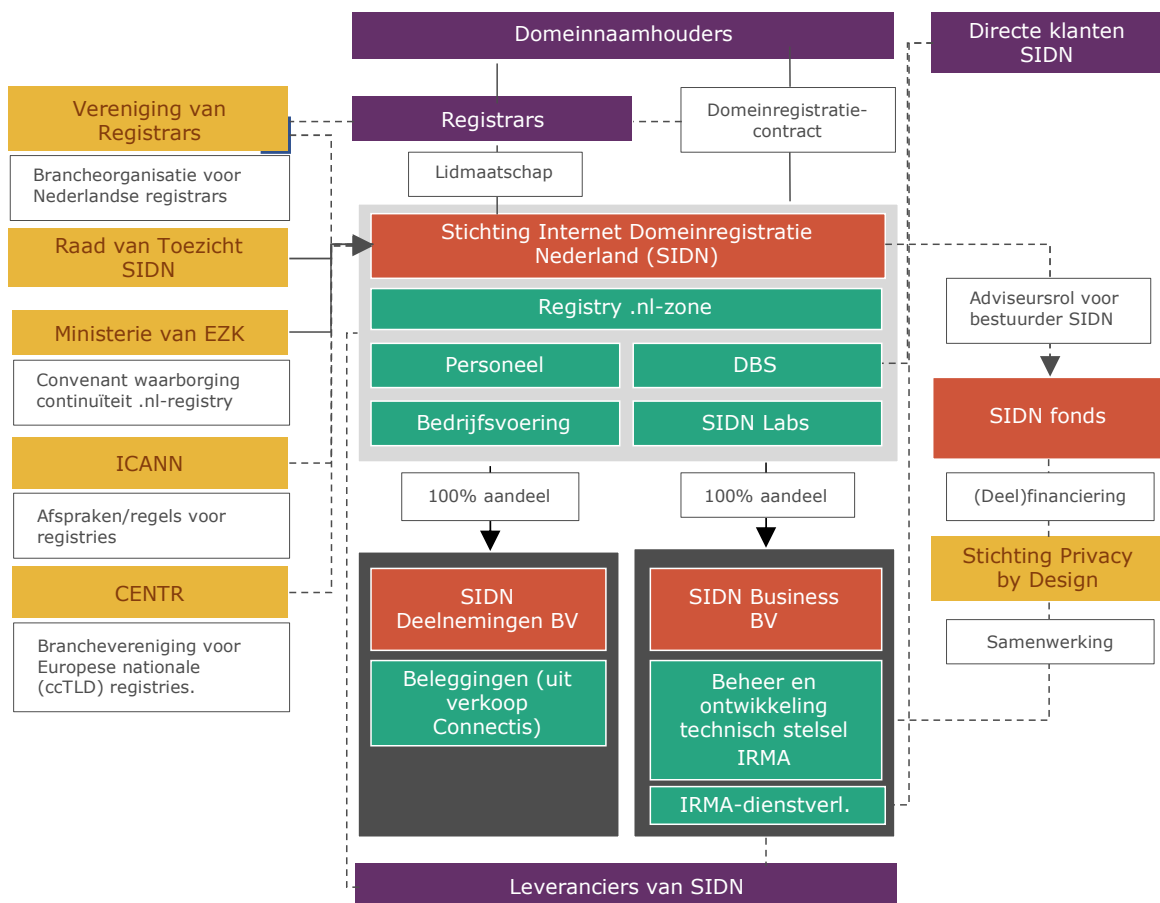 Domeinnaamhouders
Directe klanten
SIDN
Vereniging van
Registrars
Registrars
Domeinregistratie-
contract
Brancheorganisatie voor
Nederlandse registrars
Lidmaatschap
Raad van Toezicht
SIDN
Stichting Internet Domeinregistratie
Nederland (SIDN)
Registry .nl-zone
Adviseursrol voor
bestuurder SIDN
Ministerie van EZK
Convenant waarborging
continuïteit .nl-registry
Personeel
DBS
Bedrijfsvoering
SIDN Labs
SIDN fonds
ICANN
Afspraken/regels voor
registries
100% aandeel
100% aandeel
(Deel)financiering
Stichting Privacy
by Design
CENTR
Branchevereniging voor
Europese nationale
(ccTLD) registries.
SIDN
Deelnemingen BV
SIDN Business
BV
Samenwerking
Beleggingen (uit
verkoop
Connectis)
Beheer en
ontwikkeling
technisch stelsel
IRMA
IRMA-dienstverl.
Leveranciers van SIDN